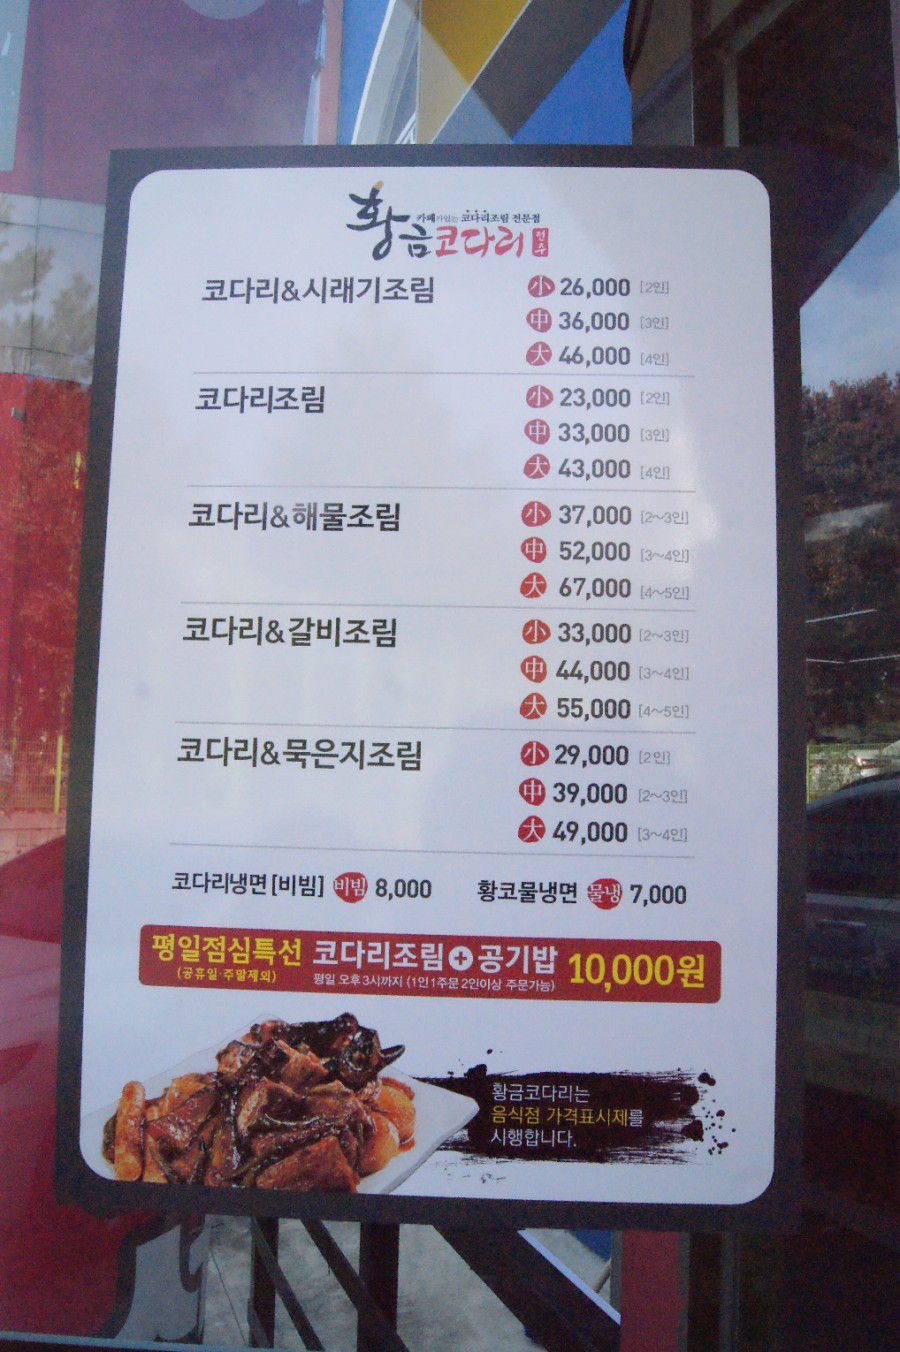 카페가있는 코다리조림 전문점
황금코다리 전주
코다리&시래기조림 小 26,000 [2인]
中 36,000 [3인]
大 46,000 [4인]
코다리조림 小 23,000 [2인]
中 33,000 [3인]
大 43,000 [4인]
코다리&해물조림 小 37,000 [2~3인]
中 52,000 [3~4인]
大 67,000 [4~5인]
코다리&갈비조림 小 33,000 [2~3인]
中 44,000 [3~4인]
大 55,000 [4~5인]
코다리&묵은지조림 小 29,000 [2인]
中 39,000 [2~3인]
大 49,000 [3~4인]
코다리냉면[비빔] 비빔 8,000 황코물냉면 물냉 7,000
평일점심특선 코다리조림+공기밥 10,000원
(공휴일·주말제외) 평일 오후 3시까지 (1인 1주문 2인이상 주문가능)
황금코다리는
음식점 가격표시제를
시행합니다.